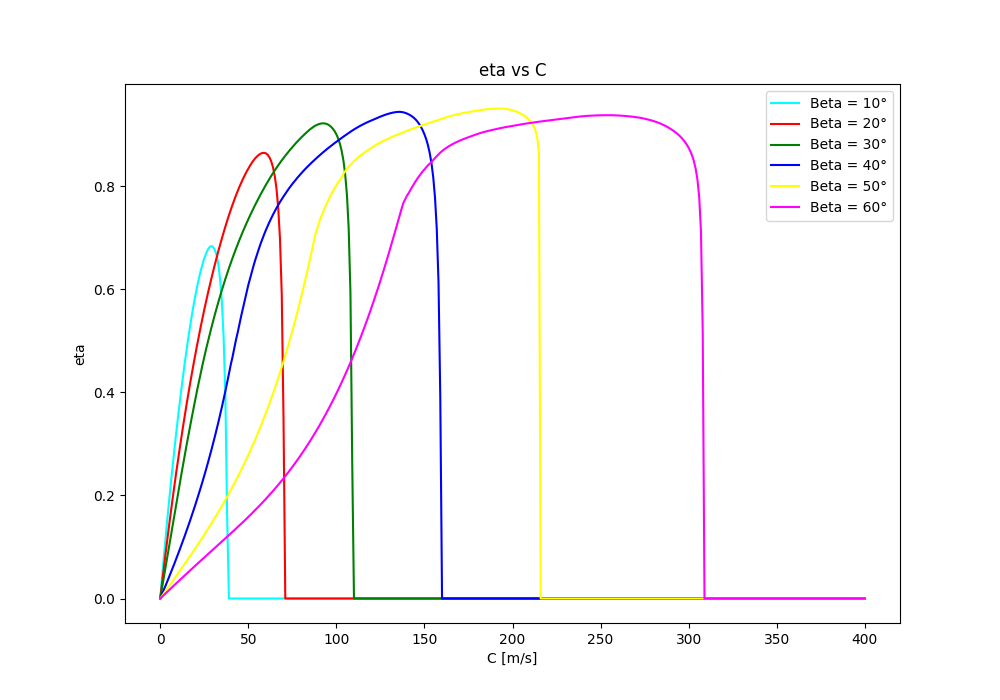 eta vs C
Beta = 10°
Beta = 20°
Beta = 30°
Beta = 40°
Beta = 50°
Beta = 60°
eta
0.8
0.6
0.4
0.2
0.0
0 50 100 150 200 250 300 350 400
C [m/s]